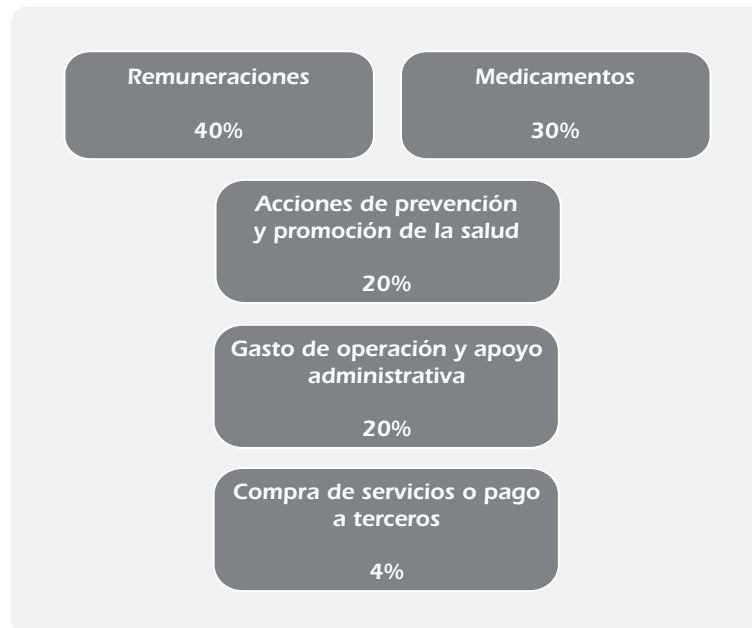 Remuneraciones
40%
Medicamentos
30%
Acciones de prevención
y promoción de la salud
20%
Gasto de operación y apoyo
administrativa
20%
Compra de servicios o pago
a terceros
4%